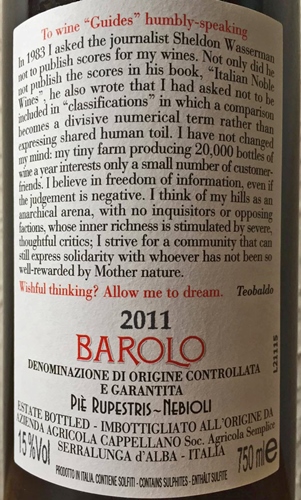 To wine "Guides" humbly-speaking
In 1983 I asked the journalist Sheldon Wasserman
not to publish scores for my wines. Not only did he
not publish the scores in his book, "Italian Noble
Wines", he also wrote that I had asked not to be
included in "classifications" in which a comparison
becomes a divisive numerical term rather than
expressing shared human toil. I have not changed
my mind: my tiny farm producing 20,000 bottles of
wine a year interests only a small number of customer-
friends. I believe in freedom of information, even if
the judgement is negative. I think of my hills as an
anarchical arena, with no inquisitors or opposing
factions, whose inner richness is stimulated by severe,
thoughtful critics; I strive for a community that can
still express solidarity with whoever has not been so
well-rewarded by Mother nature.
Wishful thinking? Allow me to dream. Teobaldo
2011
BAROLO
DENOMINAZIONE DI ORIGINE CONTROLLATA
E GARANTITA
PIÈ RUPESTRIS - NEBIOLI
ESTATE BOTTLED - IMBOTTIGLIATO ALL'ORIGINE DA
AZIENDA AGRICOLA CAPPELLANO Soc. Agricola Semplice
SERRALUNGA d'ALBA - ITALIA
15 %Vol
750 ml e
PRODOTTO IN ITALIA, CONTIENE SOLFITI - CONTAINS SULPHITES - ENTHÄLT SULFITE